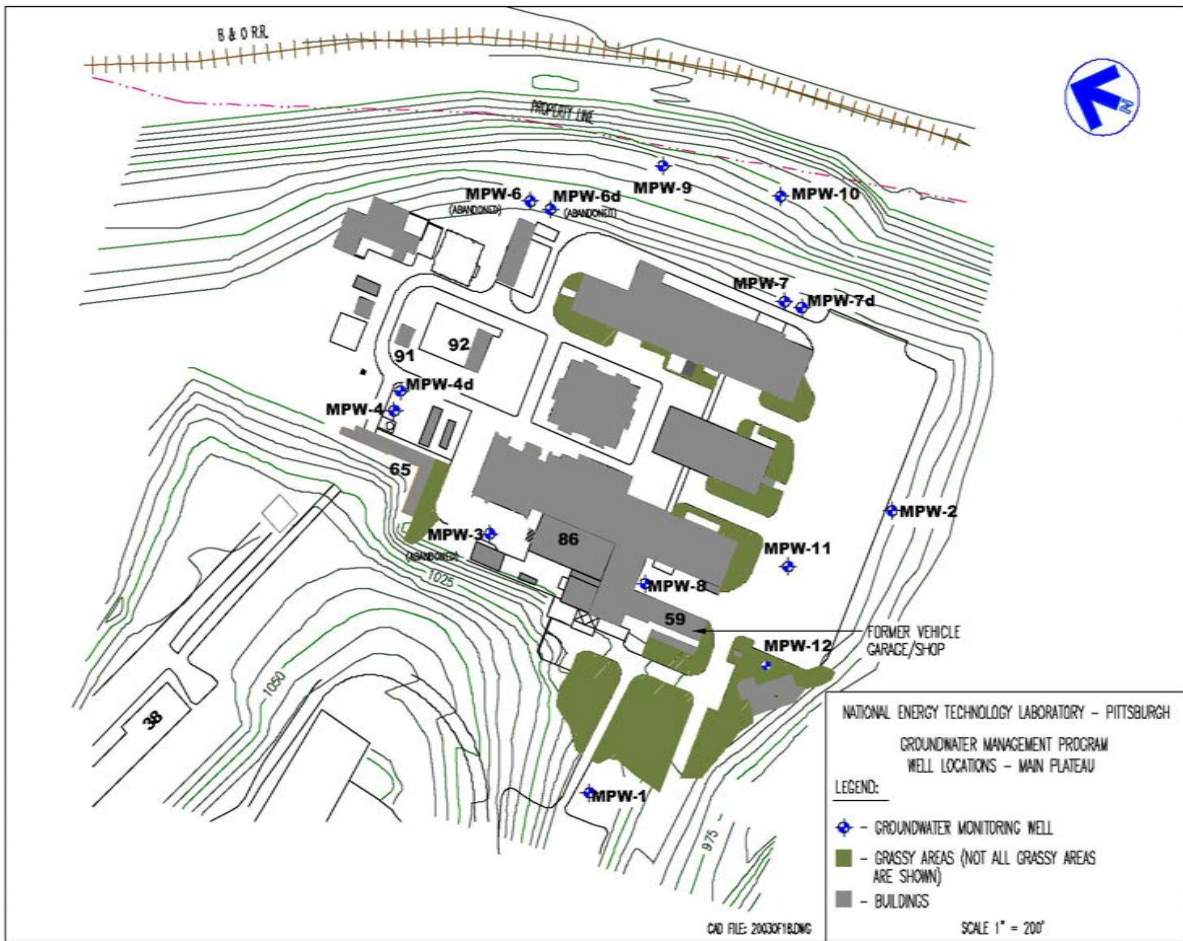 B & O R.R.
N
PROPERTY LINE
MPW-9
MPW-6
(ABANDONED)
MPW-6d
(ABANDONED)
MPW-10
MPW-7
MPW-7d
91
92
MPW-4d
MPW-4
65
MPW-3
(ABANDONED)
86
MPW-2
MPW-11
1025
MPW-8
59
FORMER VEHICLE
GARAGE/SHOP
MPW-12
1050
38
MPW-1
975
NATIONAL ENERGY TECHNOLOGY LABORATORY - PITTSBURGH
GROUNDWATER MANAGEMENT PROGRAM
WELL LOCATIONS - MAIN PLATEAU
LEGEND:
- GROUNDWATER MONITORING WELL
- GRASSY AREAS (NOT ALL GRASSY AREAS
ARE SHOWN)
- BUILDINGS
SCALE 1" = 200'
CAD FILE: 2003OF18.DWG